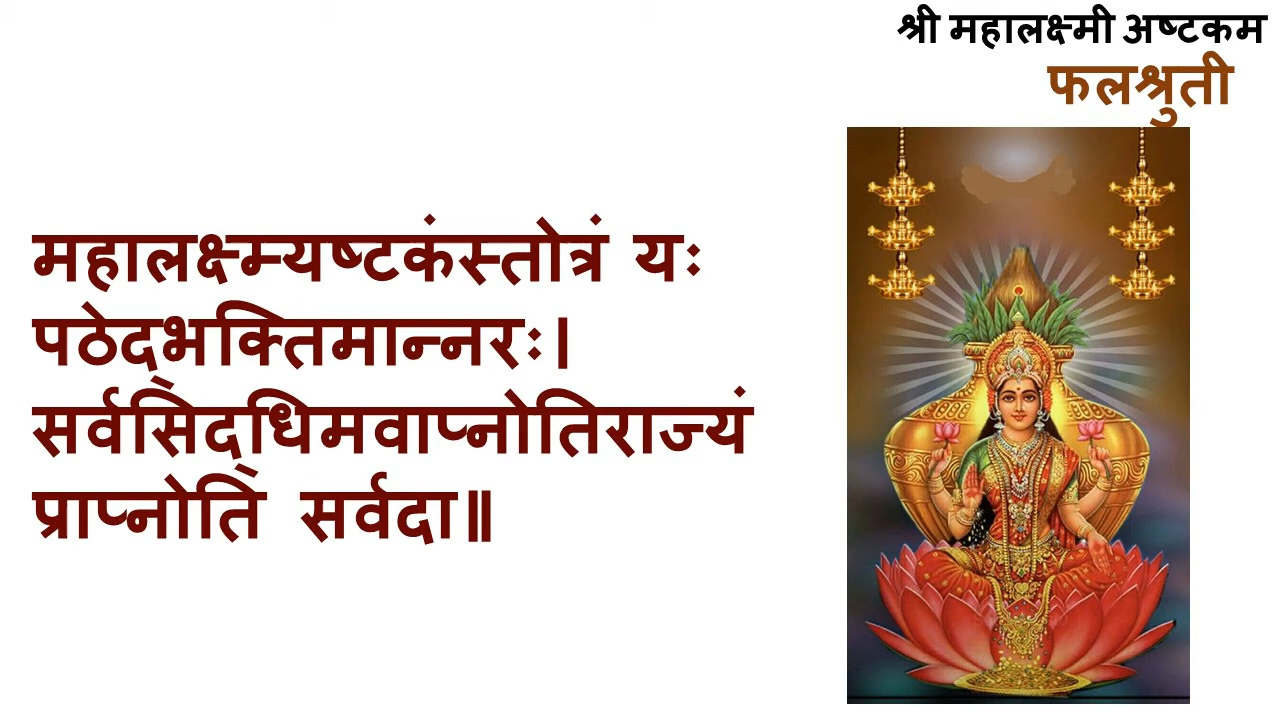 श्री महालक्ष्मी अष्टकम
फलश्रुती
महालक्ष्म्यष्टकंस्तोत्रं यः
पठेद्भक्तिमान्नरः।
सर्वसिद्धिमवाप्नोतिराज्यं
प्राप्नोति सर्वदा॥